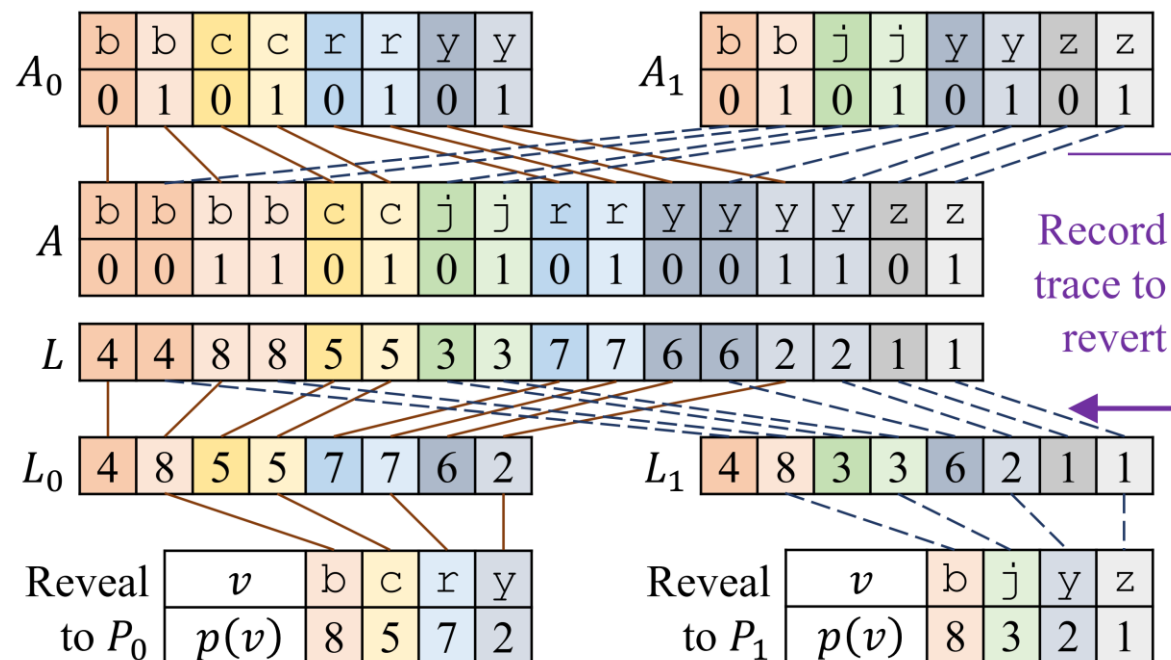 b b c c r r y y
A₀
0 1 0 1 0 1 0 1
b b j j y y z z
A₁
0 1 0 1 0 1 0 1
b b b b c c j j r r y y y y z z
A
0 0 1 1 0 1 0 1 0 1 0 0 1 1 0 1
Record
trace to
revert
L 4 4 8 8 5 5 3 3 7 7 6 6 2 2 1 1
L₀ 4 8 5 5 7 7 6 2
L₁ 4 8 3 3 6 2 1 1
Reveal v b c r y
to P₀ p(v) 8 5 7 2
Reveal v b j y z
to P₁ p(v) 8 3 2 1